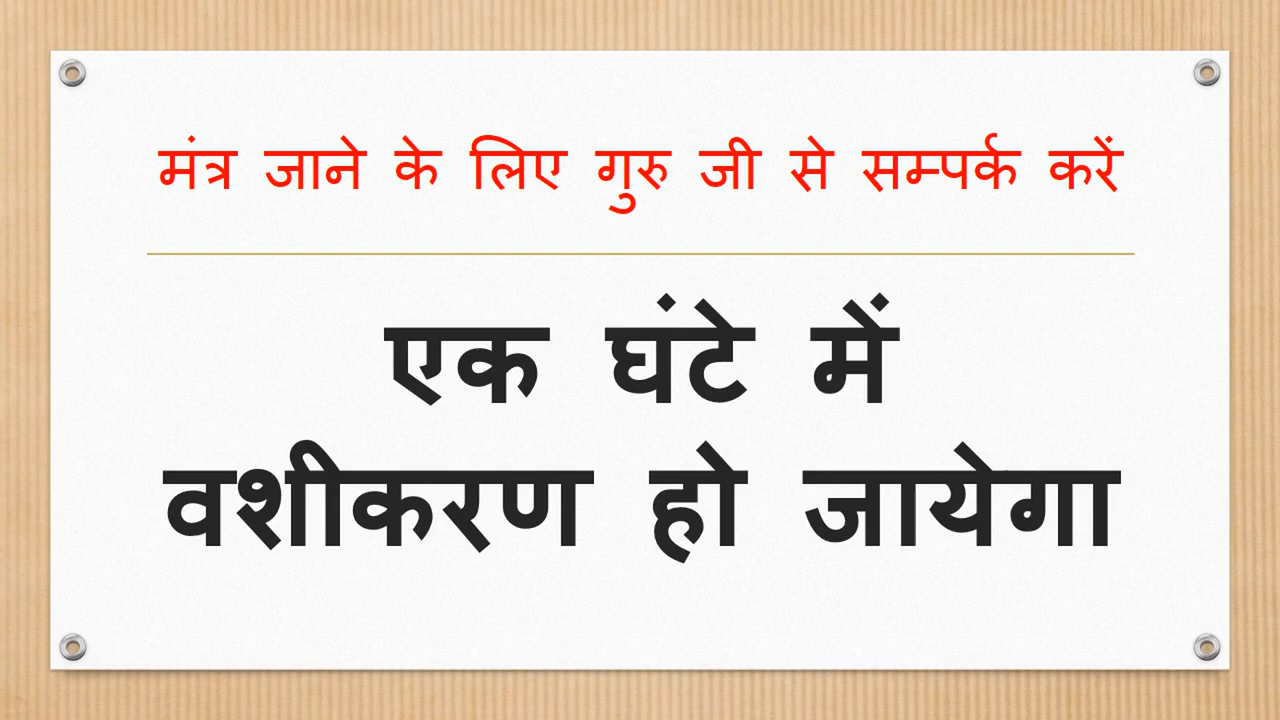 मंत्र जाने के लिए गुरु जी से सम्पर्क करें
एक घंटे में
वशीकरण हो जायेगा